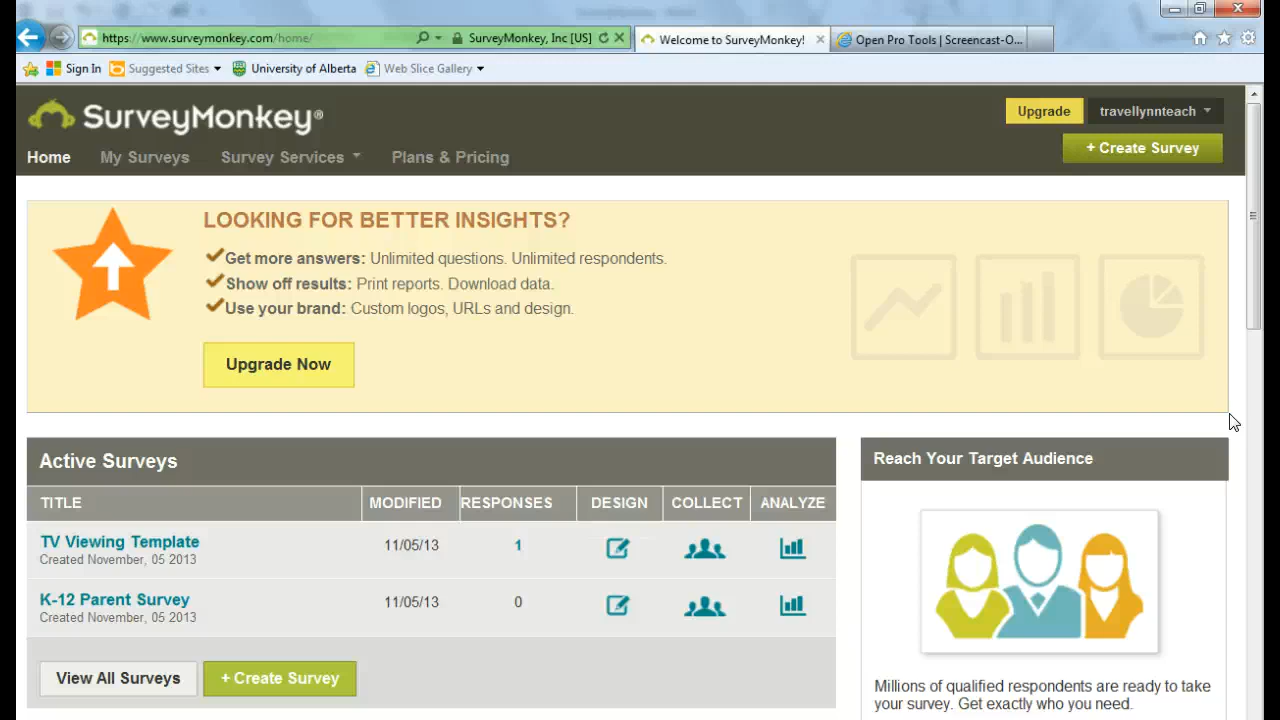 https://www.surveymonkey.com/home/
SurveyMonkey, Inc [US]
Welcome to SurveyMonkey!
Open Pro Tools | Screencast-O...
Sign In
Suggested Sites
University of Alberta
Web Slice Gallery
SurveyMonkey®
Upgrade
travellynnteach
Home
My Surveys
Survey Services
Plans & Pricing
+ Create Survey
LOOKING FOR BETTER INSIGHTS?
Get more answers: Unlimited questions. Unlimited respondents.
Show off results: Print reports. Download data.
Use your brand: Custom logos, URLs and design.
Upgrade Now
Active Surveys
TITLE MODIFIED RESPONSES DESIGN COLLECT ANALYZE
TV Viewing Template 11/05/13 1
Created November, 05 2013
K-12 Parent Survey 11/05/13 0
Created November, 05 2013
View All Surveys
+ Create Survey
Reach Your Target Audience
Millions of qualified respondents are ready to take
your survey. Get exactly who you need.